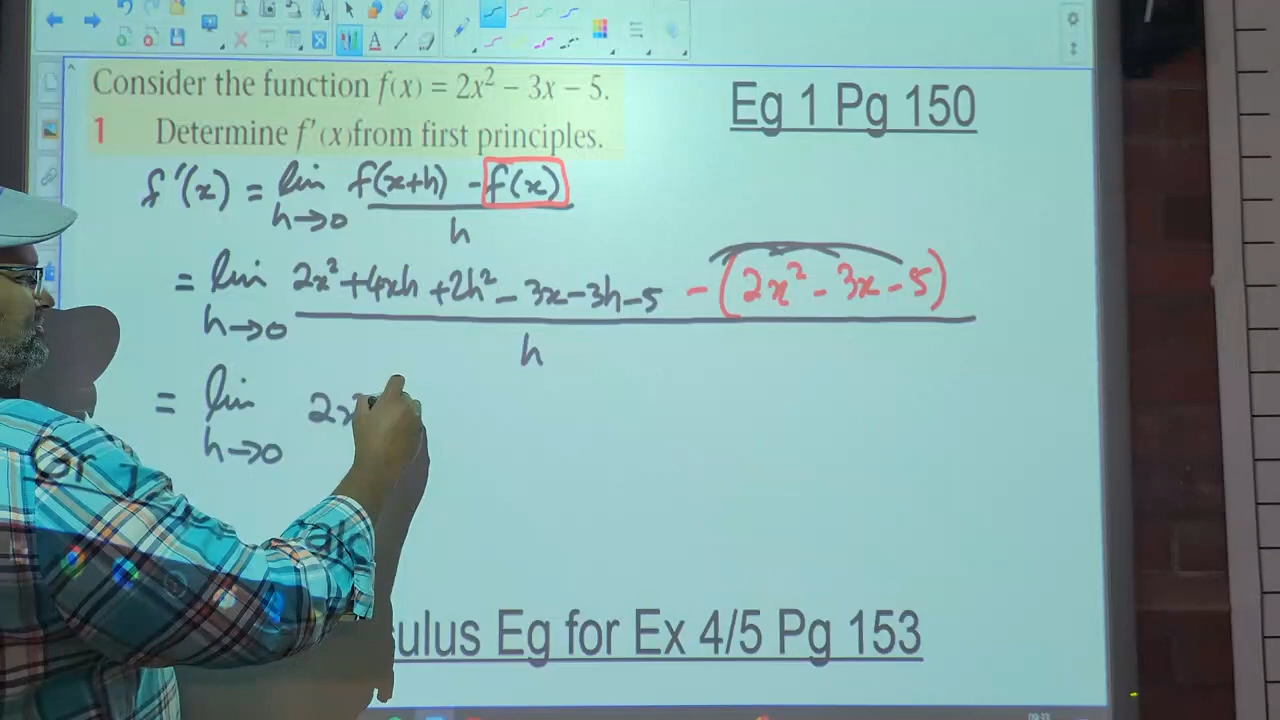 Consider the function f(x) = 2x² – 3x – 5.
Eg 1 Pg 150
1 Determine f'(x)from first principles.
f'(x) = lim f(x+h) - f(x)
h→0 h
= lim 2x² + 4xh + 2h² - 3x - 3h - 5 - (2x² - 3x - 5)
h→0 h
= lim 2x
h→0
ulus Eg for Ex 4/5 Pg 153